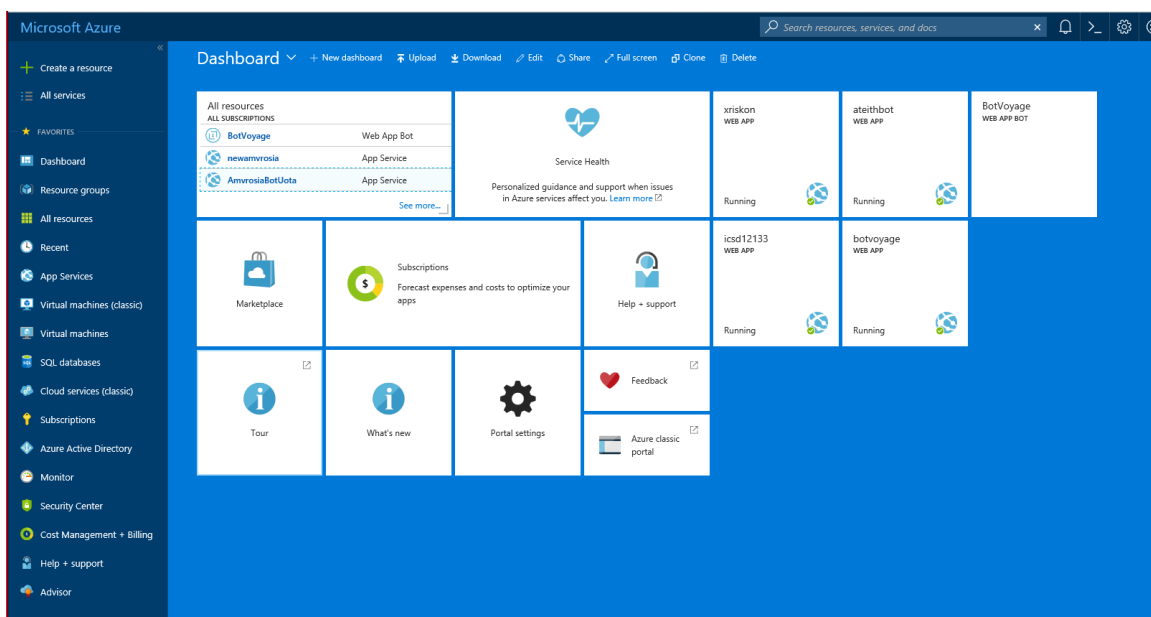 Microsoft Azure
Search resources, services, and docs
Create a resource
All services
FAVORITES
Dashboard
Resource groups
All resources
Recent
App Services
Virtual machines (classic)
Virtual machines
SQL databases
Cloud services (classic)
Subscriptions
Azure Active Directory
Monitor
Security Center
Cost Management + Billing
Help + support
Advisor
Dashboard
+ New dashboard Upload Download Edit Share Full screen Clone Delete
All resources
ALL SUBSCRIPTIONS
BotVoyage Web App Bot
newamvrosia App Service
AmvrosiaBotUota App Service
See more...
Service Health
Personalized guidance and support when issues
in Azure services affect you. Learn more
xriskon
WEB APP
Running
ateithbot
WEB APP
Running
BotVoyage
WEB APP BOT
Marketplace
Subscriptions
Forecast expenses and costs to optimize your
apps
Help + support
icsd12133
WEB APP
Running
botvoyage
WEB APP
Running
Tour
What's new
Portal settings
Feedback
Azure classic
portal